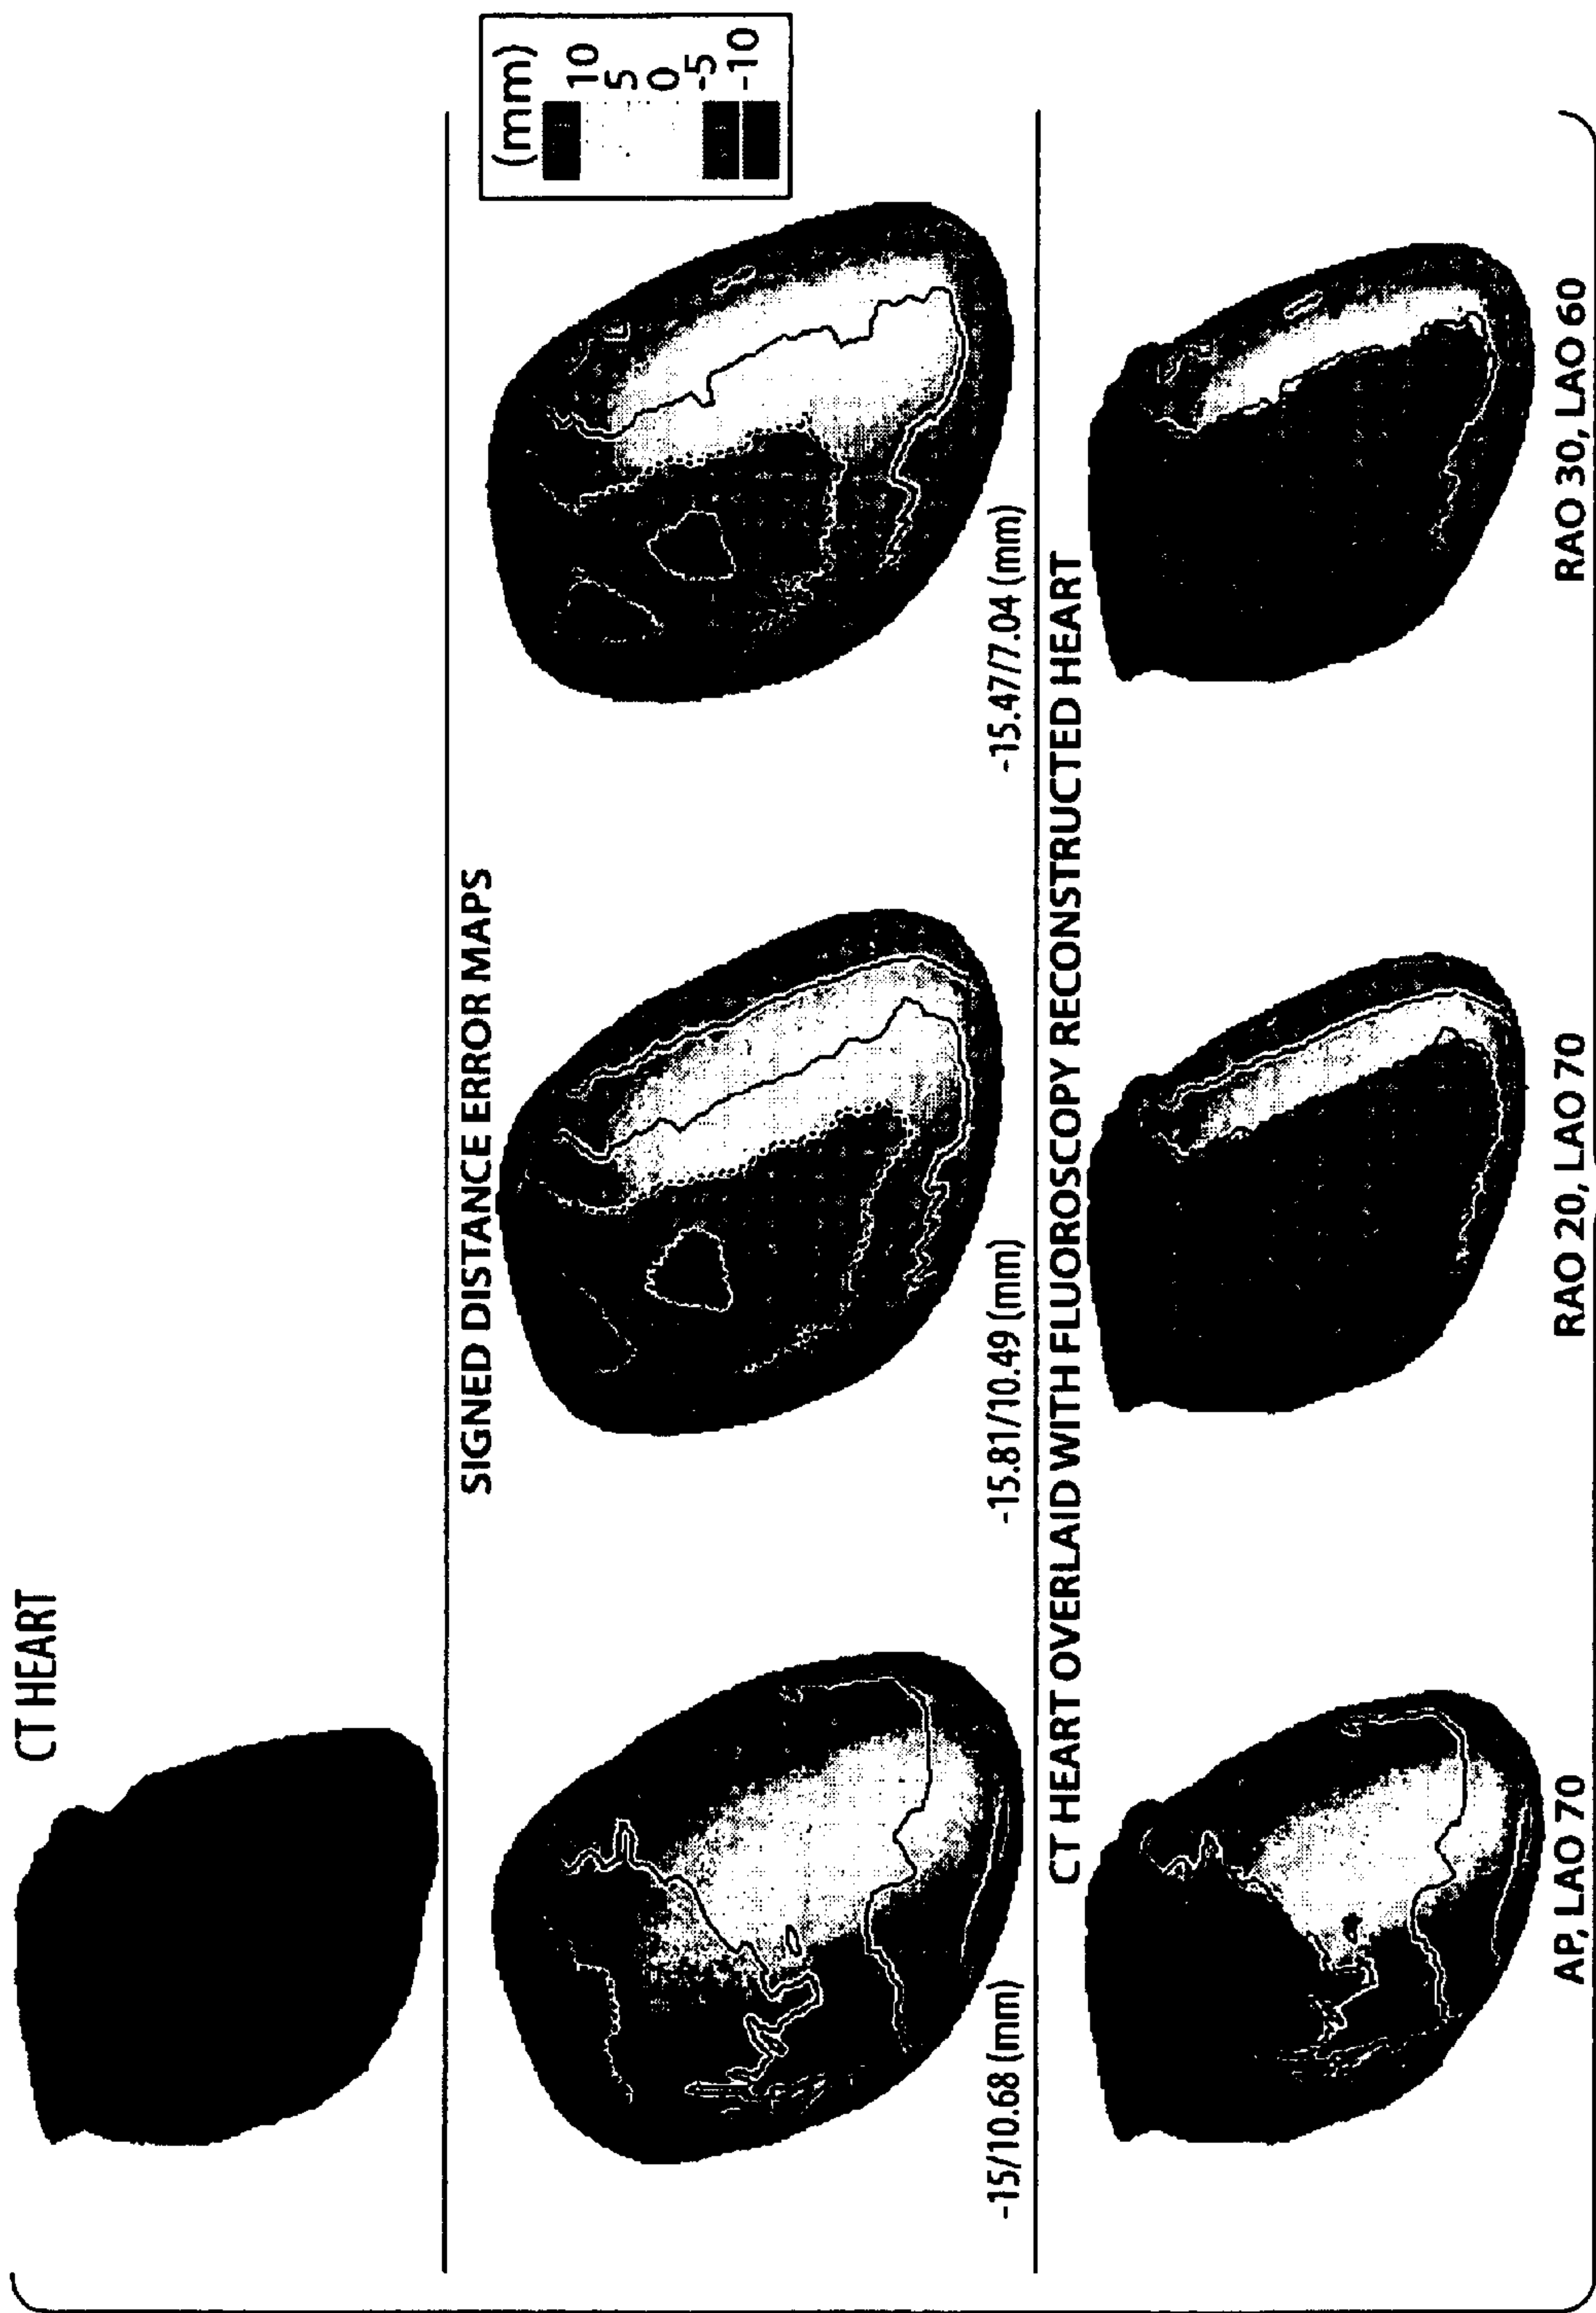 CT HEART
SIGNED DISTANCE ERROR MAPS
(mm)
10
5
0
-5
-10
-15/10.68 (mm)
-15.81/10.49 (mm)
-15.47/7.04 (mm)
CT HEART OVERLAID WITH FLUOROSCOPY RECONSTRUCTED HEART
AP, LAO 70
RAO 20, LAO 70
RAO 30, LAO 60